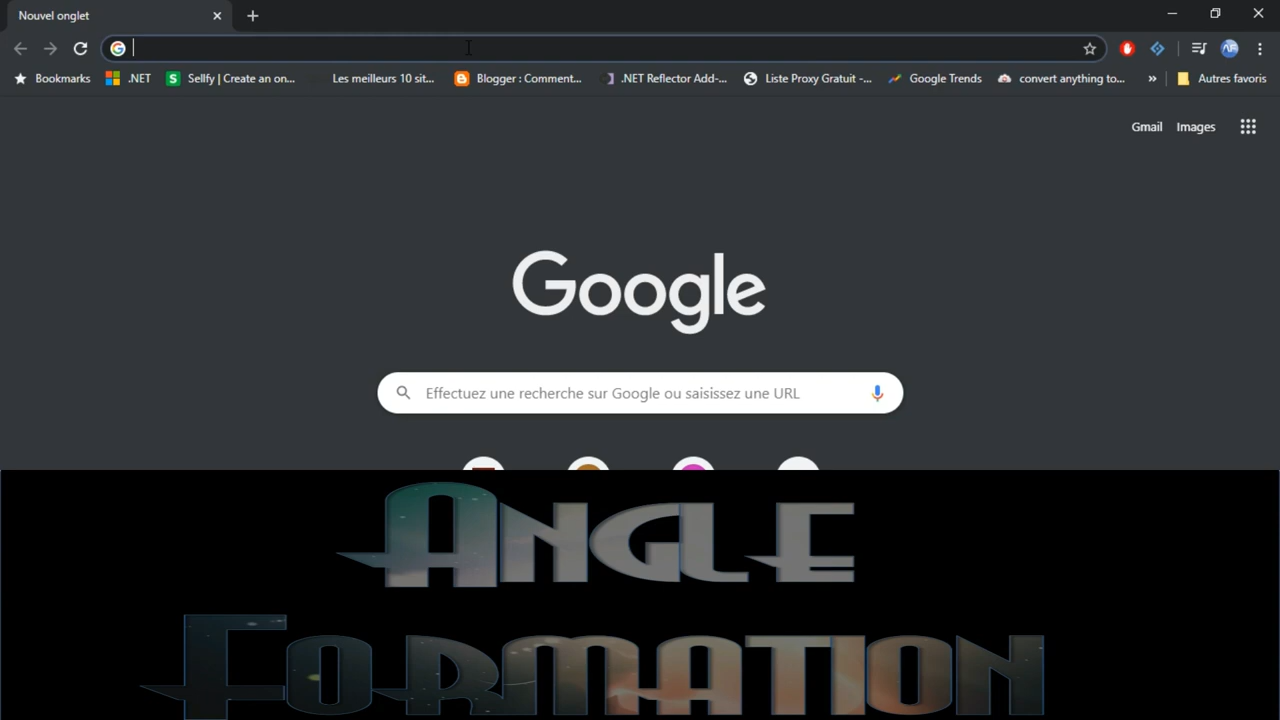 Nouvel onglet
Bookmarks .NET Sellfy | Create an on... Les meilleurs 10 sit... Blogger : Comment... .NET Reflector Add-... Liste Proxy Gratuit -... Google Trends convert anything to... » Autres favoris
Gmail Images
Google
Effectuez une recherche sur Google ou saisissez une URL
ANGLE
FORMATION